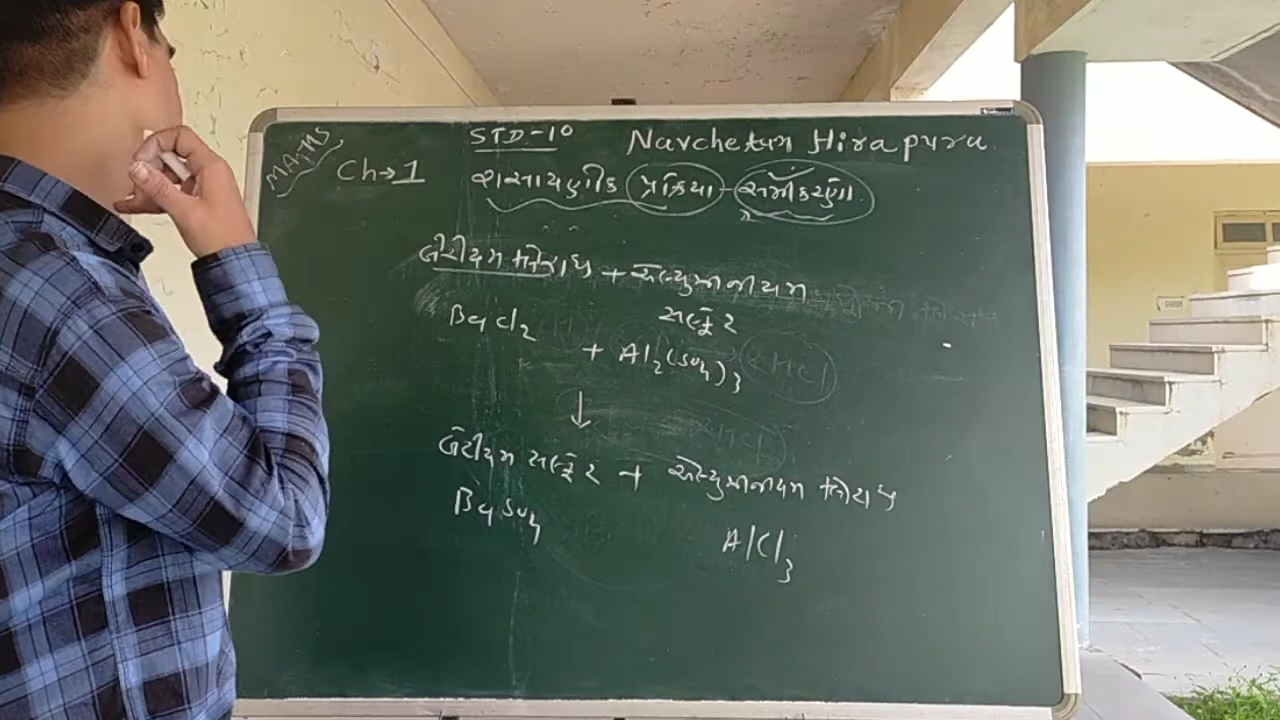 MATHS
STD-10 Navchetan Hirapura
Ch→1 રાસાયણીક પ્રક્રિયા - સમીકરણો
બેરીયમ ક્લોરાઇડ + એલ્યુમીનીયમ
સલ્ફેટ
BaCl2
+ Al2(SO4)3
↓
બેરીયમ સલ્ફેટ + એલ્યુમીનીયમ ક્લોરાઇડ
BaSO4 AlCl3